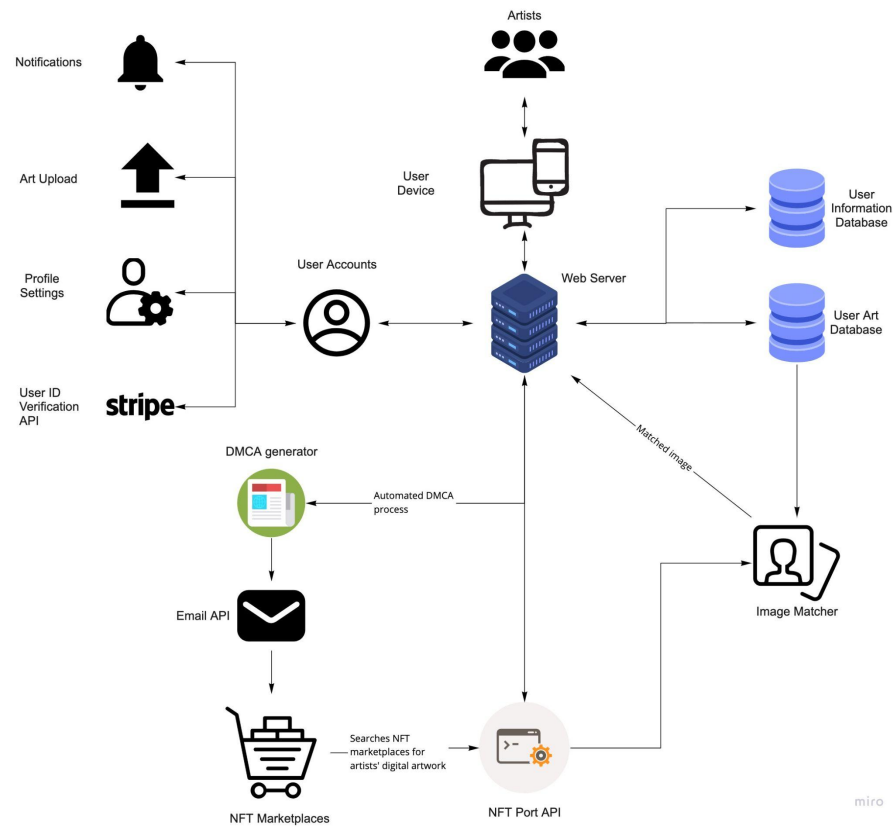 Artists
Notifications
Art Upload
User
Device
User
Information
Database
Profile
Settings
User Accounts
Web Server
User Art
Database
User ID
Verification
API
stripe
DMCA generator
Matched image
Automated DMCA
process
Email API
Image Matcher
Searches NFT
marketplaces for
artists' digital artwork
NFT Marketplaces
NFT Port API
miro